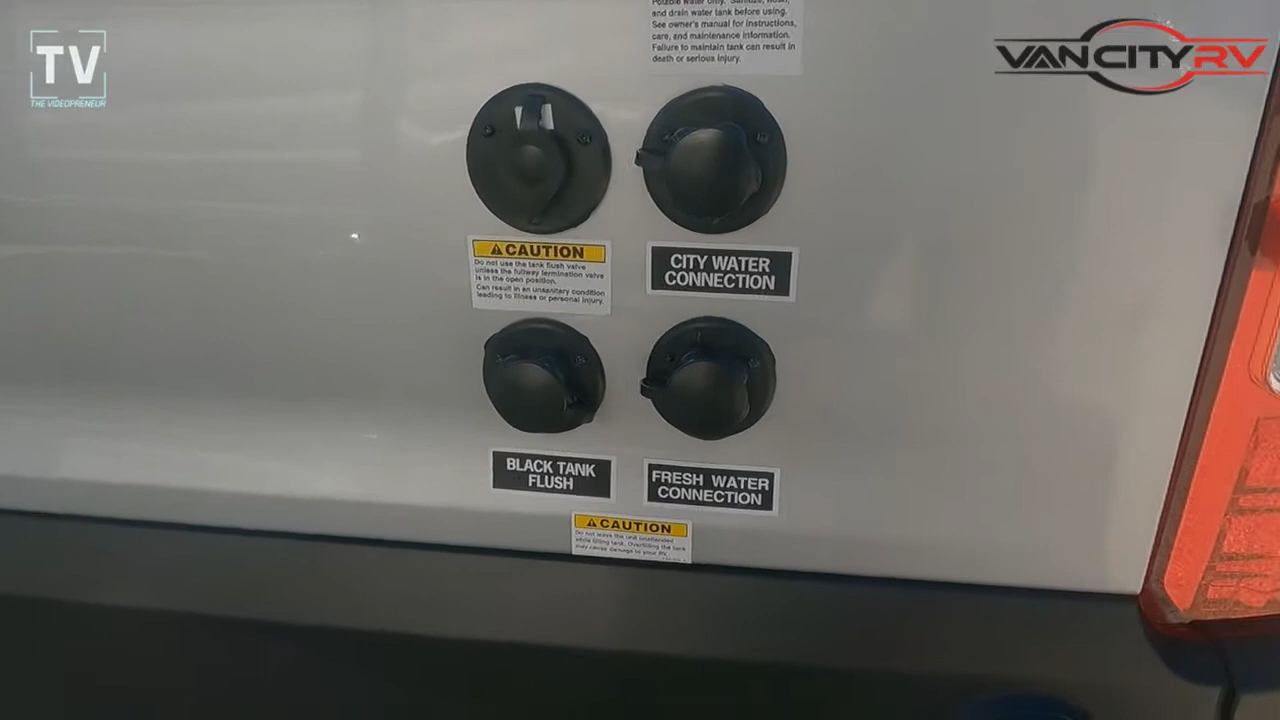 TV
THE VIDEOPRENEUR
VANCITYRV
Potable water only. Sanitize, flush,
and drain water tank before using.
See owner's manual for instructions,
care, and maintenance information.
Failure to maintain tank can result in
death or serious injury.
CAUTION
Do not use the tank flush valve
unless the fullway termination valve
is in the open position.
Can result in an unsanitary condition
leading to illness or personal injury.
CITY WATER
CONNECTION
BLACK TANK
FLUSH
FRESH WATER
CONNECTION
CAUTION
Do not leave the unit unattended
while filling tank. Overfilling the tank
may cause damage to your RV.